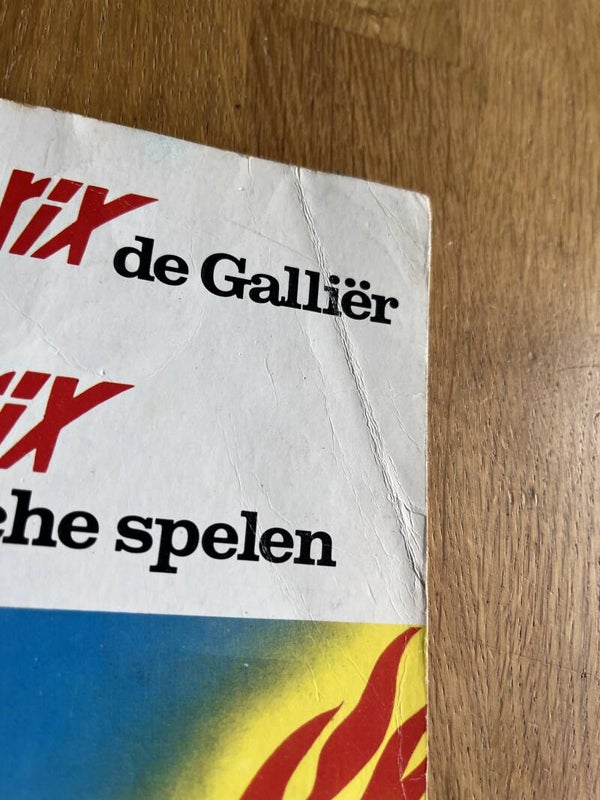 rix de Galliër
rix
che spelen